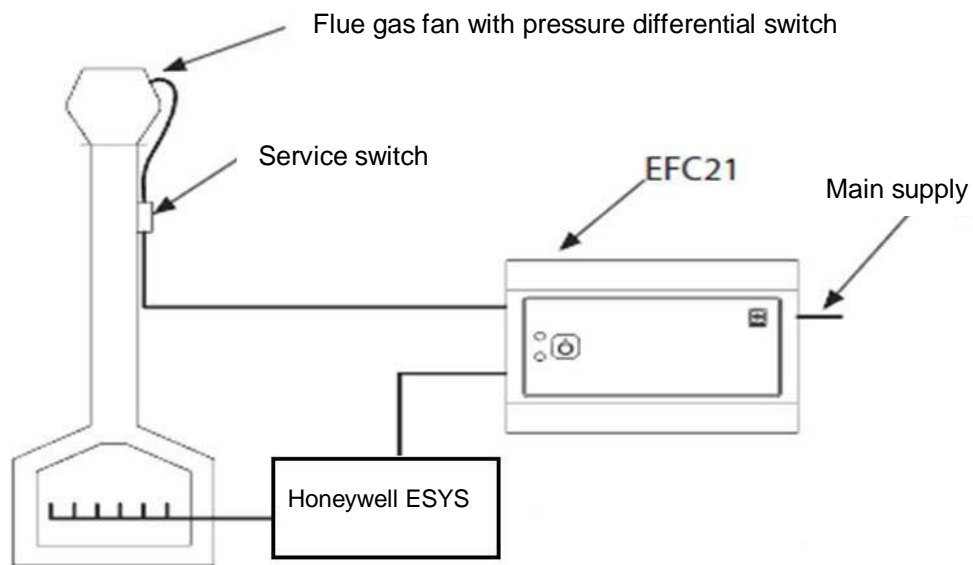 Flue gas fan with pressure differential switch
Service switch
EFC21
Main supply
Honeywell ESYS